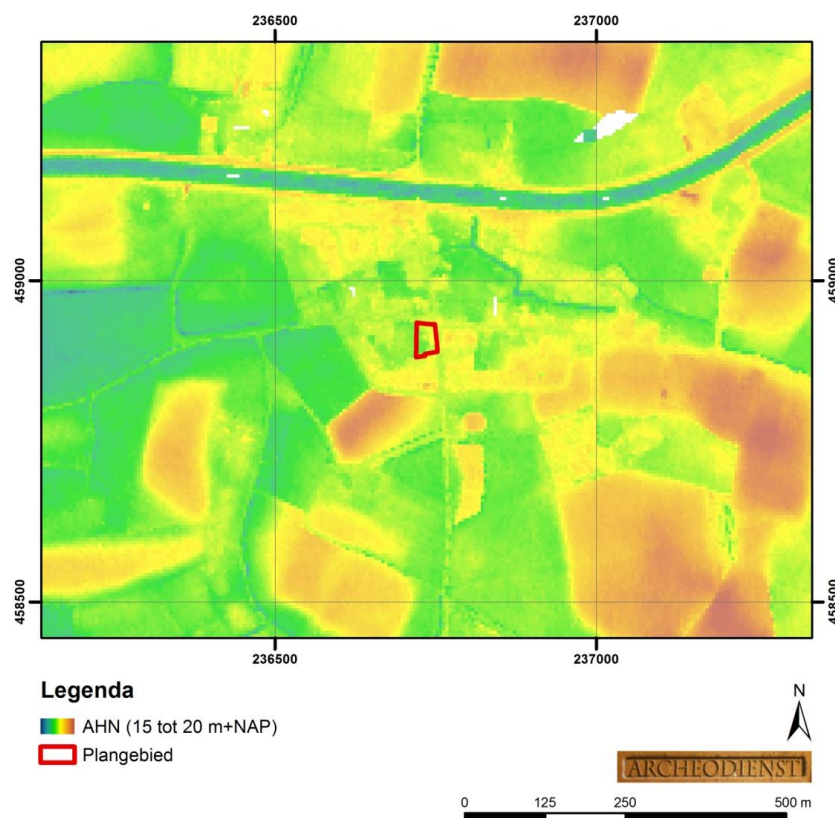 236500 237000
459000 459000
458500 458500
236500 237000
Legenda
AHN (15 tot 20 m+NAP)
Plangebied
N
ARCHEODIENST
0 125 250 500 m